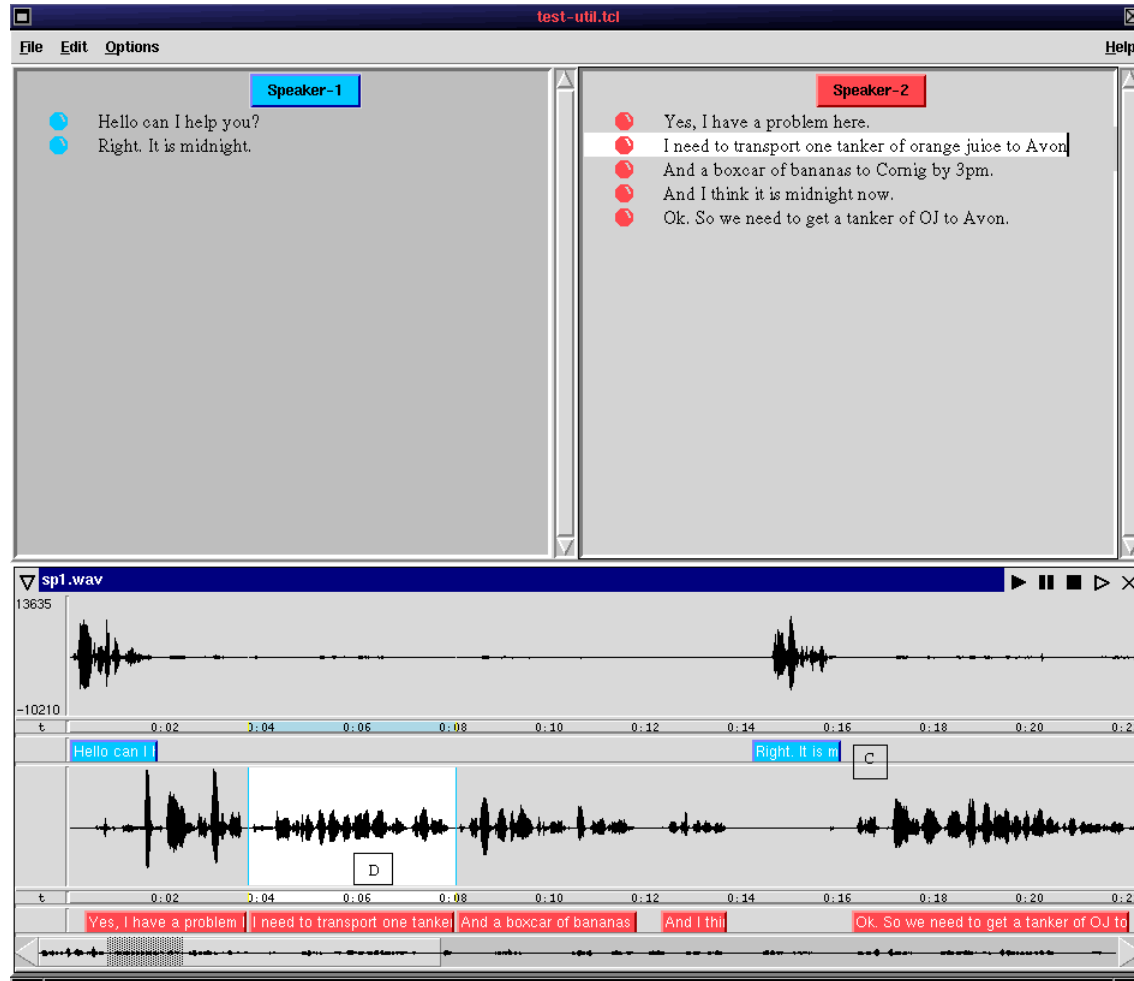 test-util.tcl
File Edit Options Help
Speaker-1
Hello can I help you?
Right. It is midnight.
Speaker-2
Yes, I have a problem here.
I need to transport one tanker of orange juice to Avon
And a boxcar of bananas to Cornig by 3pm.
And I think it is midnight now.
Ok. So we need to get a tanker of OJ to Avon.
sp1.wav
13635
-10210
t 0:02 0:04 0:06 0:08 0:10 0:12 0:14 0:16 0:18 0:20 0:2
Hello can I h Right. It is m
C
D
t 0:02 0:04 0:06 0:08 0:10 0:12 0:14 0:16 0:18 0:20 0:2
Yes, I have a problem I need to transport one tanker And a boxcar of bananas And I thi Ok. So we need to get a tanker of OJ to